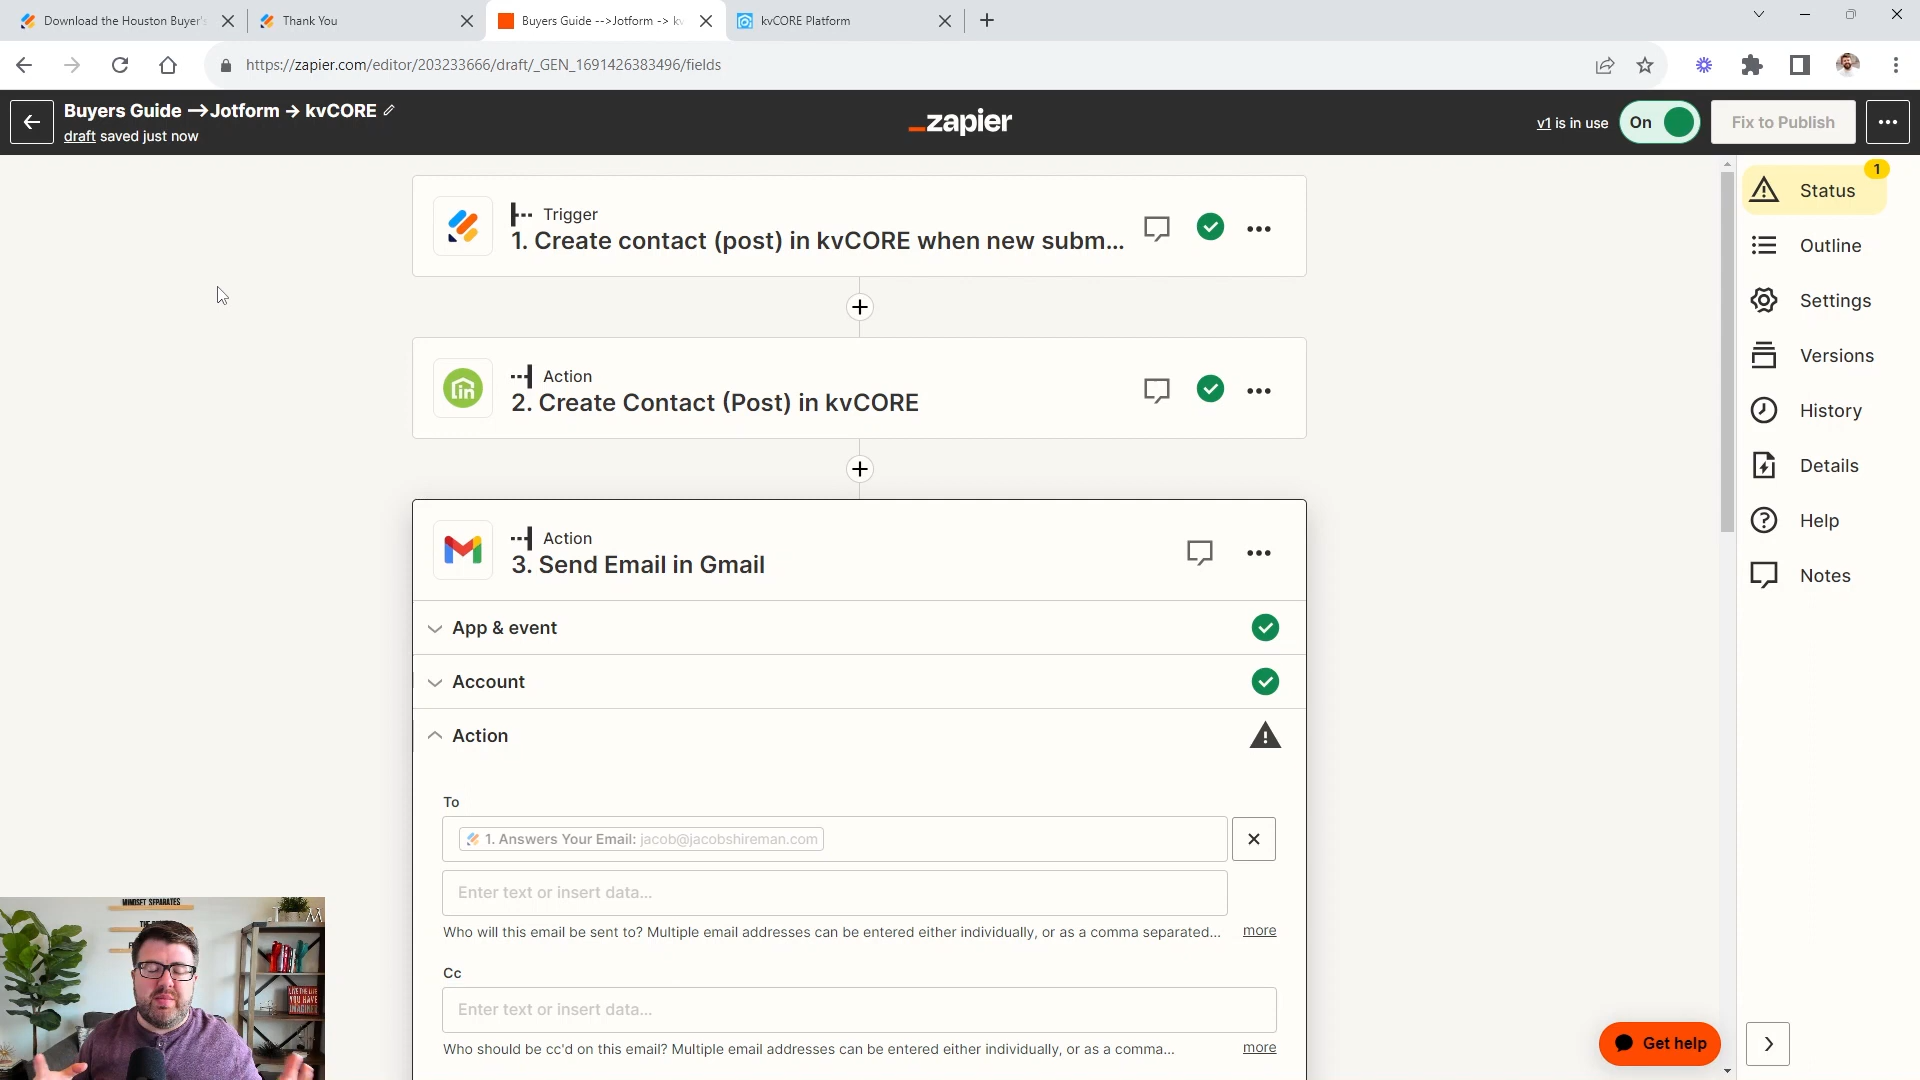 Download the Houston Buyer's
Thank You
Buyers Guide -->Jotform -> kv
kvCORE Platform
https://zapier.com/editor/203233666/draft/_GEN_1691426383496/fields
Buyers Guide -->Jotform -> kvCORE
draft saved just now
_zapier
v1 is in use
On
Fix to Publish
1
Status
Outline
Settings
Versions
History
Details
Help
Notes
Trigger
1. Create contact (post) in kvCORE when new subm...
Action
2. Create Contact (Post) in kvCORE
Action
3. Send Email in Gmail
App & event
Account
Action
To
1. Answers Your Email: jacob@jacobshireman.com
Enter text or insert data...
Who will this email be sent to? Multiple email addresses can be entered either individually, or as a comma separated... more
Cc
Enter text or insert data...
Who should be cc'd on this email? Multiple email addresses can be entered either individually, or as a comma... more
Get help
MINDSET SEPARATES